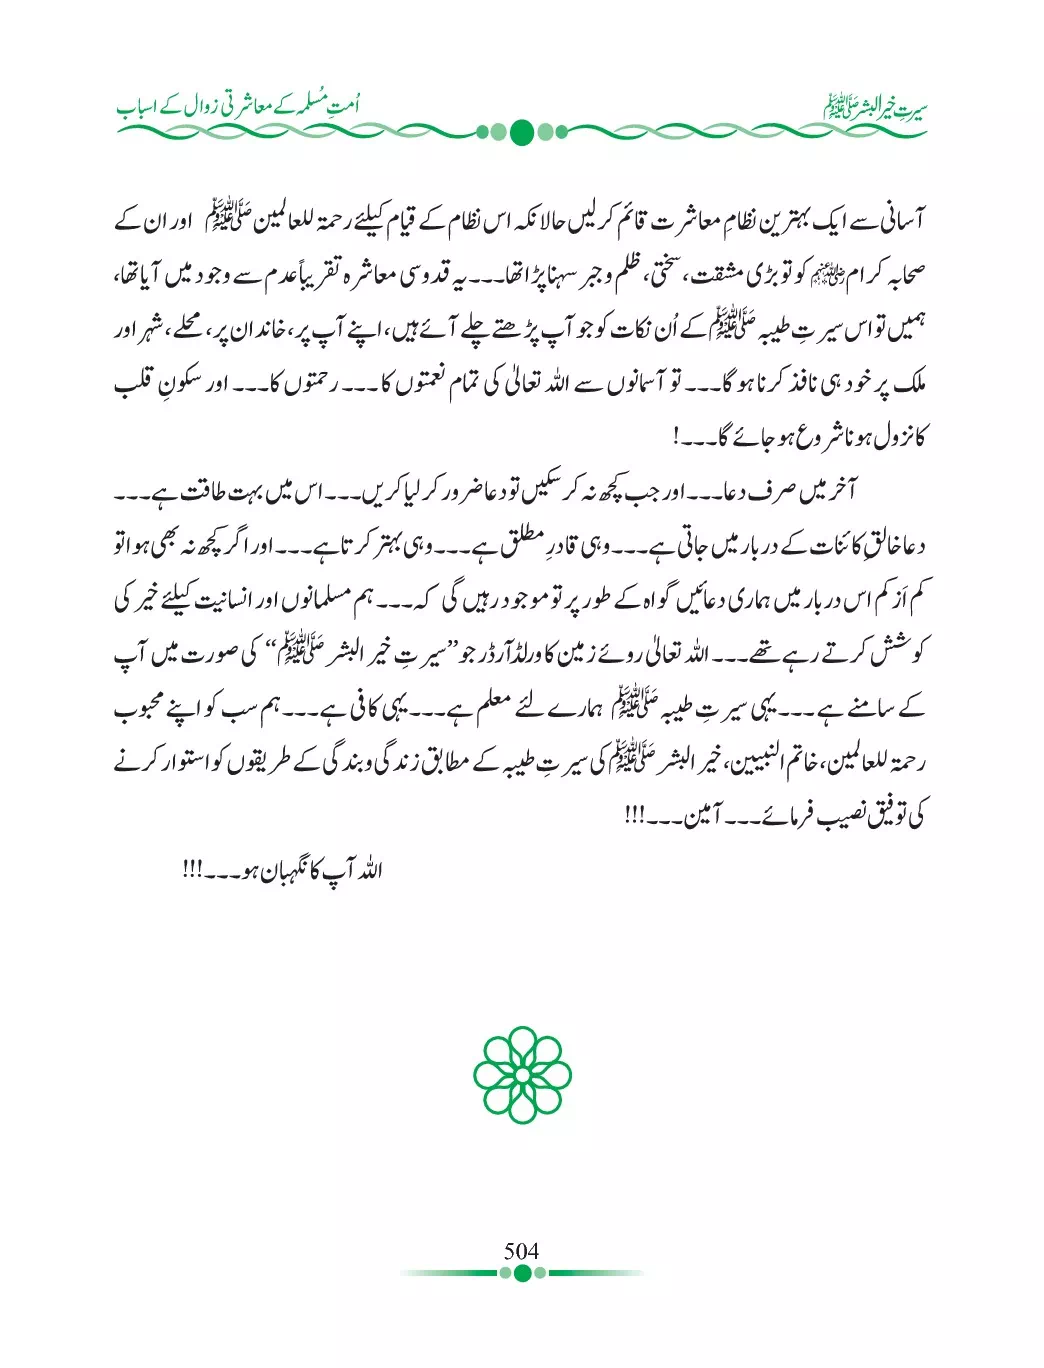 سیرتِ خیر البشر ﷺ
اُمتِ مُسلمہ کے معاشرتی زوال کے اسباب
آسانی سے ایک بہترین نظامِ معاشرت قائم کرلیں حالانکہ اس نظام کے قیام کیلئے رحمۃ للعالمین ﷺ اور ان کے
صحابہ کرام رضی اللہ عنہم کو تو بڑی مشقت، سختی، ظلم و جبر سہنا پڑا تھا۔۔۔ یہ قدوسی معاشرہ تقریباً عدم سے وجود میں آیا تھا،
ہمیں تو اس سیرتِ طیبہ ﷺ کے اُن نکات کو جو آپ پڑھتے چلے آئے ہیں، اپنے آپ پر، خاندان پر، محلے، شہر اور
ملک پر خود ہی نافذ کرنا ہو گا۔۔۔ تو آسمانوں سے اللہ تعالیٰ کی تمام نعمتوں کا۔۔۔ رحمتوں کا۔۔۔ اور سکونِ قلب
کا نزول ہونا شروع ہو جائے گا۔۔۔!
آخر میں صرف دعا۔۔۔ اور جب کچھ نہ کر سکیں تو دعا ضرور کر لیا کریں۔۔۔ اس میں بہت طاقت ہے۔۔۔
دعا خالقِ کائنات کے دربار میں جاتی ہے۔۔۔ وہی قادرِ مطلق ہے۔۔۔ وہی بہتر کرتا ہے۔۔۔ اور اگر کچھ نہ بھی ہوا تو
کم اَز کم اس دربار میں ہماری دعائیں گواہ کے طور پر تو موجود رہیں گی کہ۔۔۔ ہم مسلمانوں اور انسانیت کیلئے خیر کی
کوشش کرتے رہے تھے۔۔۔ اللہ تعالیٰ روئے زمین کا ورلڈ آرڈر جو ”سیرتِ خیر البشر ﷺ“ کی صورت میں آپ
کے سامنے ہے۔۔۔ یہی سیرتِ طیبہ ﷺ ہمارے لئے معلم ہے۔۔۔ یہی کافی ہے۔۔۔ ہم سب کو اپنے محبوب
رحمۃ للعالمین، خاتم النبیین، خیر البشر ﷺ کی سیرتِ طیبہ کے مطابق زندگی و بندگی کے طریقوں کو استوار کرنے
کی توفیق نصیب فرمائے۔۔۔ آمین۔۔۔!!!
اللہ آپ کا نگہبان ہو۔۔۔!!!
504